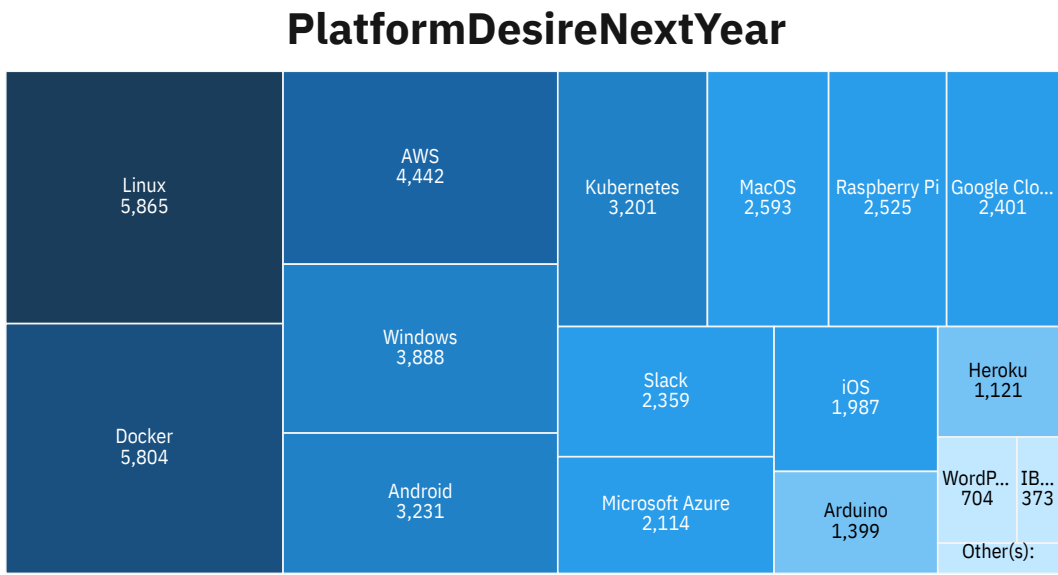 PlatformDesireNextYear
Linux
5,865
Docker
5,804
AWS
4,442
Windows
3,888
Android
3,231
Kubernetes
3,201
MacOS
2,593
Raspberry Pi
2,525
Google Clo...
2,401
Slack
2,359
Microsoft Azure
2,114
iOS
1,987
Arduino
1,399
Heroku
1,121
WordP...
704
IB...
373
Other(s):